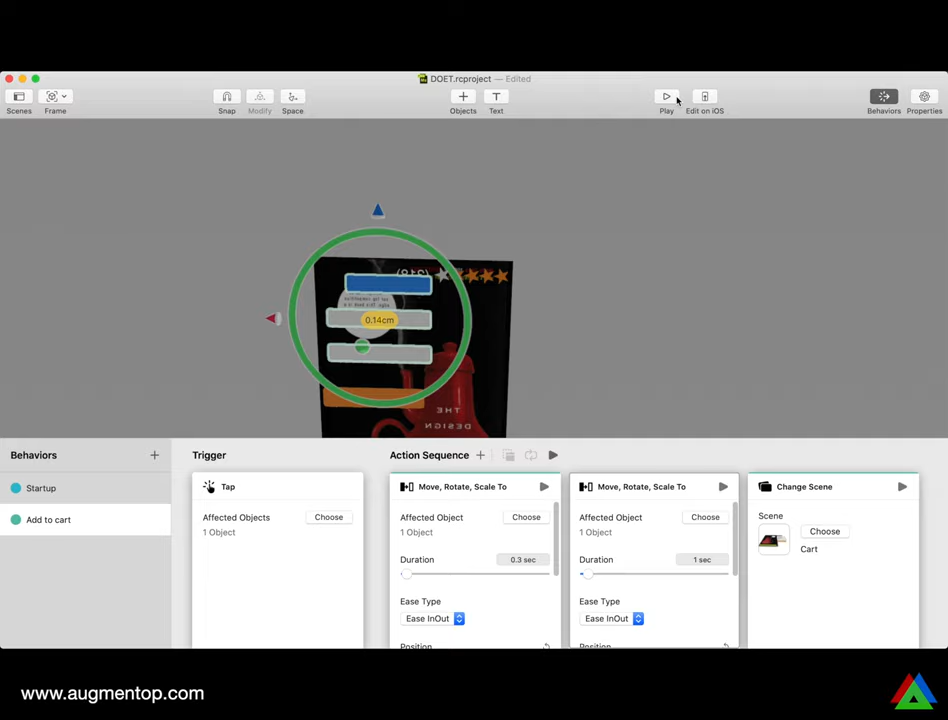 DOET.rcproject — Edited
Scenes
Frame
Snap
Modify
Space
Objects
Text
Play
Edit on iOS
Behaviors
Properties
(219)
0.14cm
THE
DESIGN
Behaviors
Startup
Add to cart
Trigger
Tap
Affected Objects
Choose
1 Object
Action Sequence
Move, Rotate, Scale To
Affected Object
Choose
1 Object
Duration
0.3 sec
Ease Type
Ease InOut
Position
Move, Rotate, Scale To
Affected Object
Choose
1 Object
Duration
1 sec
Ease Type
Ease InOut
Position
Change Scene
Scene
Choose
Cart
www.augmentop.com